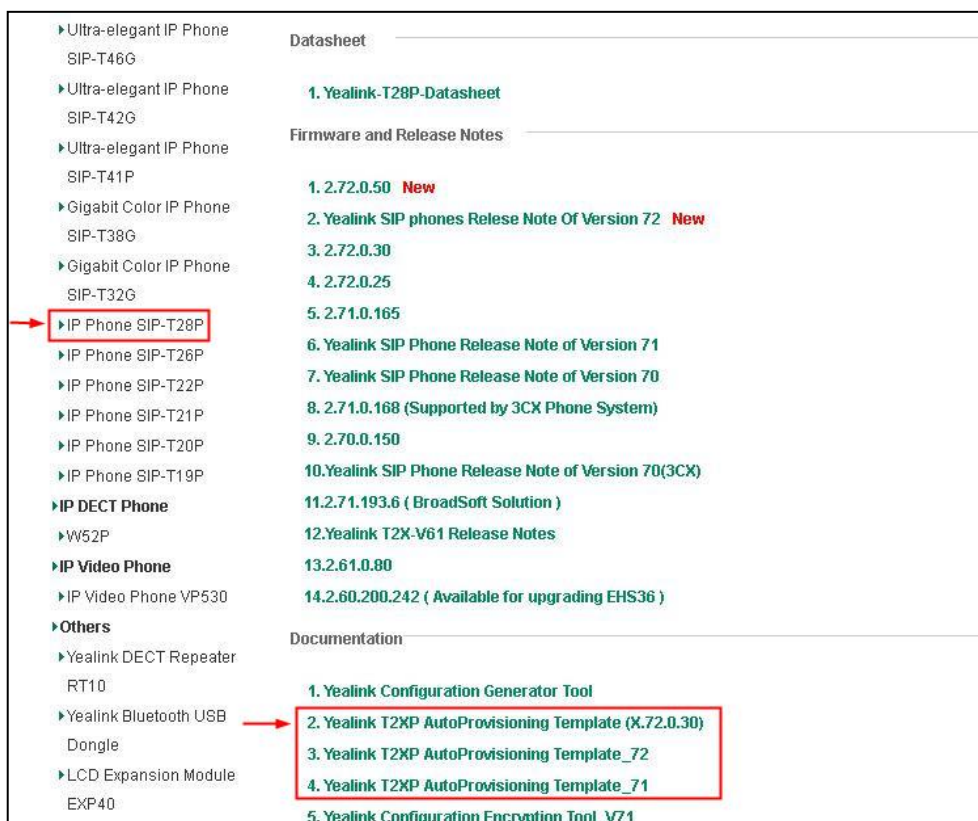 Ultra-elegant IP Phone
SIP-T46G
Ultra-elegant IP Phone
SIP-T42G
Ultra-elegant IP Phone
SIP-T41P
Gigabit Color IP Phone
SIP-T38G
Gigabit Color IP Phone
SIP-T32G
IP Phone SIP-T28P
IP Phone SIP-T26P
IP Phone SIP-T22P
IP Phone SIP-T21P
IP Phone SIP-T20P
IP Phone SIP-T19P
IP DECT Phone
W52P
IP Video Phone
IP Video Phone VP530
Others
Yealink DECT Repeater
RT10
Yealink Bluetooth USB
Dongle
LCD Expansion Module
EXP40
Datasheet
1. Yealink-T28P-Datasheet
Firmware and Release Notes
1. 2.72.0.50 New
2. Yealink SIP phones Relese Note Of Version 72 New
3. 2.72.0.30
4. 2.72.0.25
5. 2.71.0.165
6. Yealink SIP Phone Release Note of Version 71
7. Yealink SIP Phone Release Note of Version 70
8. 2.71.0.168 (Supported by 3CX Phone System)
9. 2.70.0.150
10.Yealink SIP Phone Release Note of Version 70(3CX)
11.2.71.193.6 ( BroadSoft Solution )
12.Yealink T2X-V61 Release Notes
13.2.61.0.80
14.2.60.200.242 ( Available for upgrading EHS36 )
Documentation
1. Yealink Configuration Generator Tool
2. Yealink T2XP AutoProvisioning Template (X.72.0.30)
3. Yealink T2XP AutoProvisioning Template_72
4. Yealink T2XP AutoProvisioning Template_71
5. Yealink Configuration Encryption Tool_V71